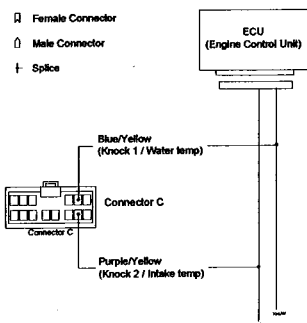 Female Connector
Male Connector
Splice
ECU
(Engine Control Unit)
Blue/Yellow
(Knock 1 / Water temp)
Connector C
Connector C
Purple/Yellow
(Knock 2 / Intake temp)